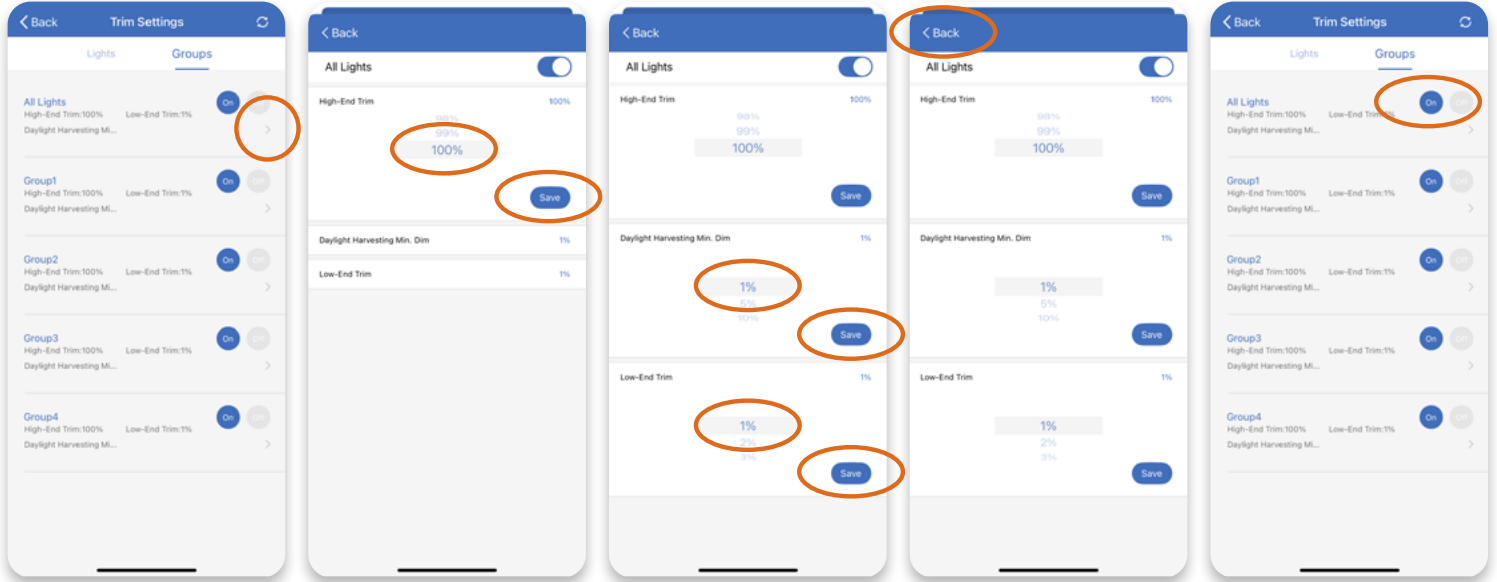 Back Trim Settings
Lights Groups
All Lights On Off
High-End Trim:100% Low-End Trim:1%
Daylight Harvesting Mi...
Group1 On Off
High-End Trim:100% Low-End Trim:1%
Daylight Harvesting Mi...
Group2 On Off
High-End Trim:100% Low-End Trim:1%
Daylight Harvesting Mi...
Group3 On Off
High-End Trim:100% Low-End Trim:1%
Daylight Harvesting Mi...
Group4 On Off
High-End Trim:100% Low-End Trim:1%
Daylight Harvesting Mi...
Back
All Lights
High-End Trim 100%
98%
99%
100%
Save
Daylight Harvesting Min. Dim 1%
Low-End Trim 1%
Back
All Lights
High-End Trim 100%
98%
99%
100%
Save
Daylight Harvesting Min. Dim 1%
1%
5%
10%
Save
Low-End Trim 1%
1%
2%
3%
Save
Back
All Lights
High-End Trim 100%
98%
99%
100%
Save
Daylight Harvesting Min. Dim 1%
1%
5%
10%
Save
Low-End Trim 1%
1%
2%
3%
Save
Back Trim Settings
Lights Groups
All Lights On Off
High-End Trim:100% Low-End Trim:1%
Daylight Harvesting Mi...
Group1 On Off
High-End Trim:100% Low-End Trim:1%
Daylight Harvesting Mi...
Group2 On Off
High-End Trim:100% Low-End Trim:1%
Daylight Harvesting Mi...
Group3 On Off
High-End Trim:100% Low-End Trim:1%
Daylight Harvesting Mi...
Group4 On Off
High-End Trim:100% Low-End Trim:1%
Daylight Harvesting Mi...